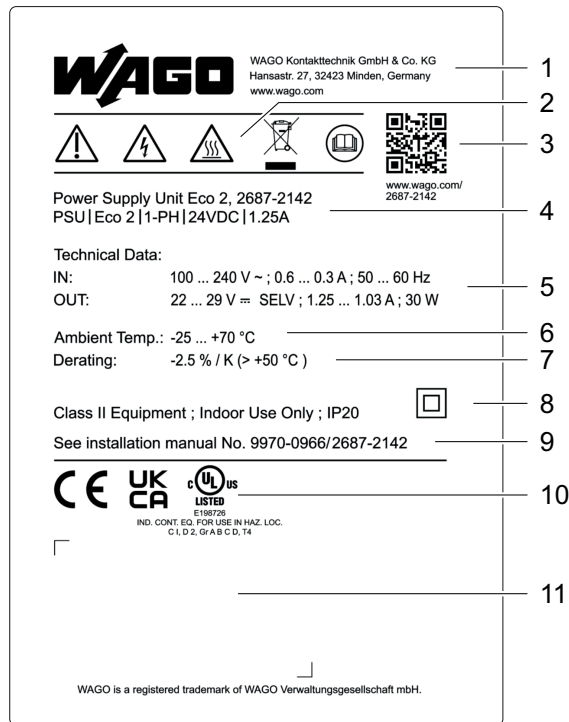 WAGO
WAGO Kontakttechnik GmbH & Co. KG
Hansastr. 27, 32423 Minden, Germany
www.wago.com
1
2
3
www.wago.com/
2687-2142
Power Supply Unit Eco 2, 2687-2142
PSU|Eco 2|1-PH|24VDC|1.25A
4
Technical Data:
IN: 100 ... 240 V ~ ; 0.6 ... 0.3 A ; 50 ... 60 Hz
OUT: 22 ... 29 V ⎓ SELV ; 1.25 ... 1.03 A ; 30 W
5
Ambient Temp.: -25 ... +70 °C
6
Derating: -2.5 % / K (> +50 °C )
7
Class II Equipment ; Indoor Use Only ; IP20
8
See installation manual No. 9970-0966/2687-2142
9
CE UK CA c UL us LISTED
10
E198726
IND. CONT. EQ. FOR USE IN HAZ. LOC.
C I, D 2, Gr A B C D, T4
11
WAGO is a registered trademark of WAGO Verwaltungsgesellschaft mbH.